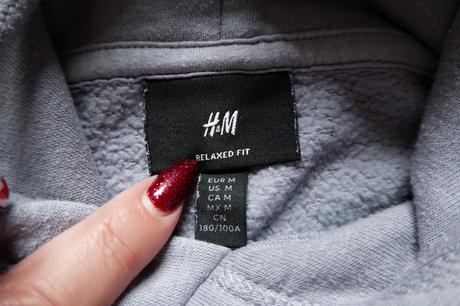 H&M
RELAXED FIT
EUR M
US M
CA M
MX M
CN
180/100A